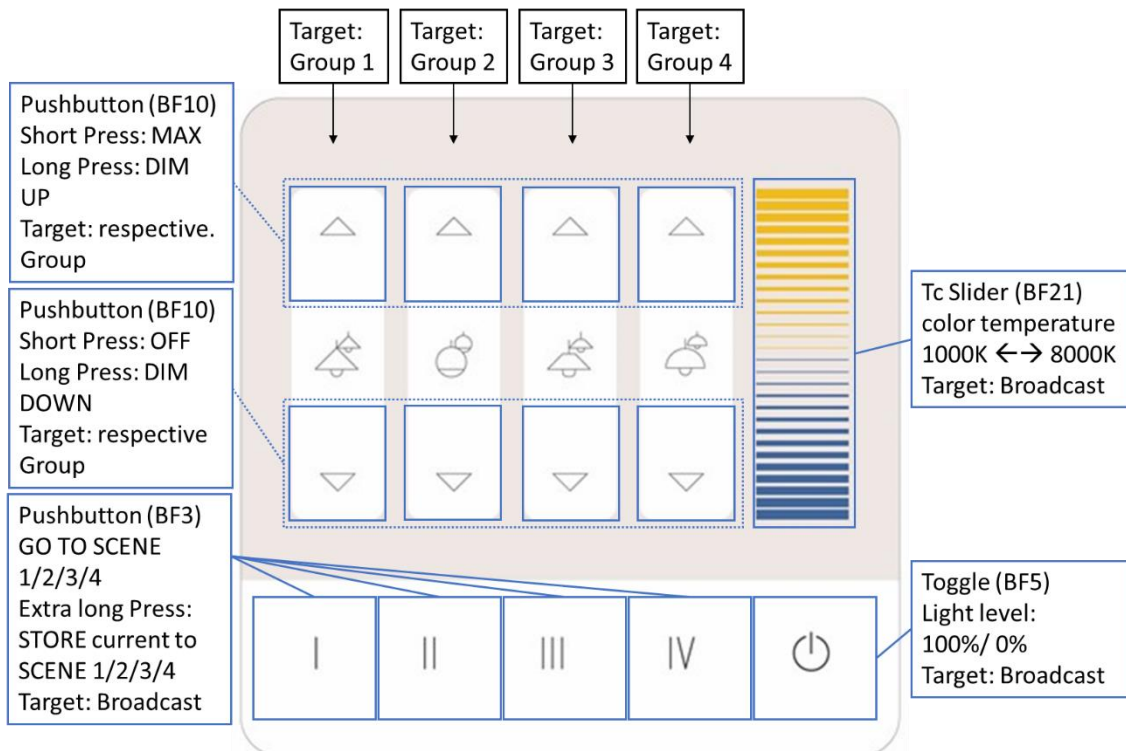 Target:
Group 1
Target:
Group 2
Target:
Group 3
Target:
Group 4
Pushbutton (BF10)
Short Press: MAX
Long Press: DIM
UP
Target: respective.
Group
Pushbutton (BF10)
Short Press: OFF
Long Press: DIM
DOWN
Target: respective
Group
Pushbutton (BF3)
GO TO SCENE
1/2/3/4
Extra long Press:
STORE current to
SCENE 1/2/3/4
Target: Broadcast
Tc Slider (BF21)
color temperature
1000K ←→ 8000K
Target: Broadcast
Toggle (BF5)
Light level:
100%/ 0%
Target: Broadcast
I II III IV